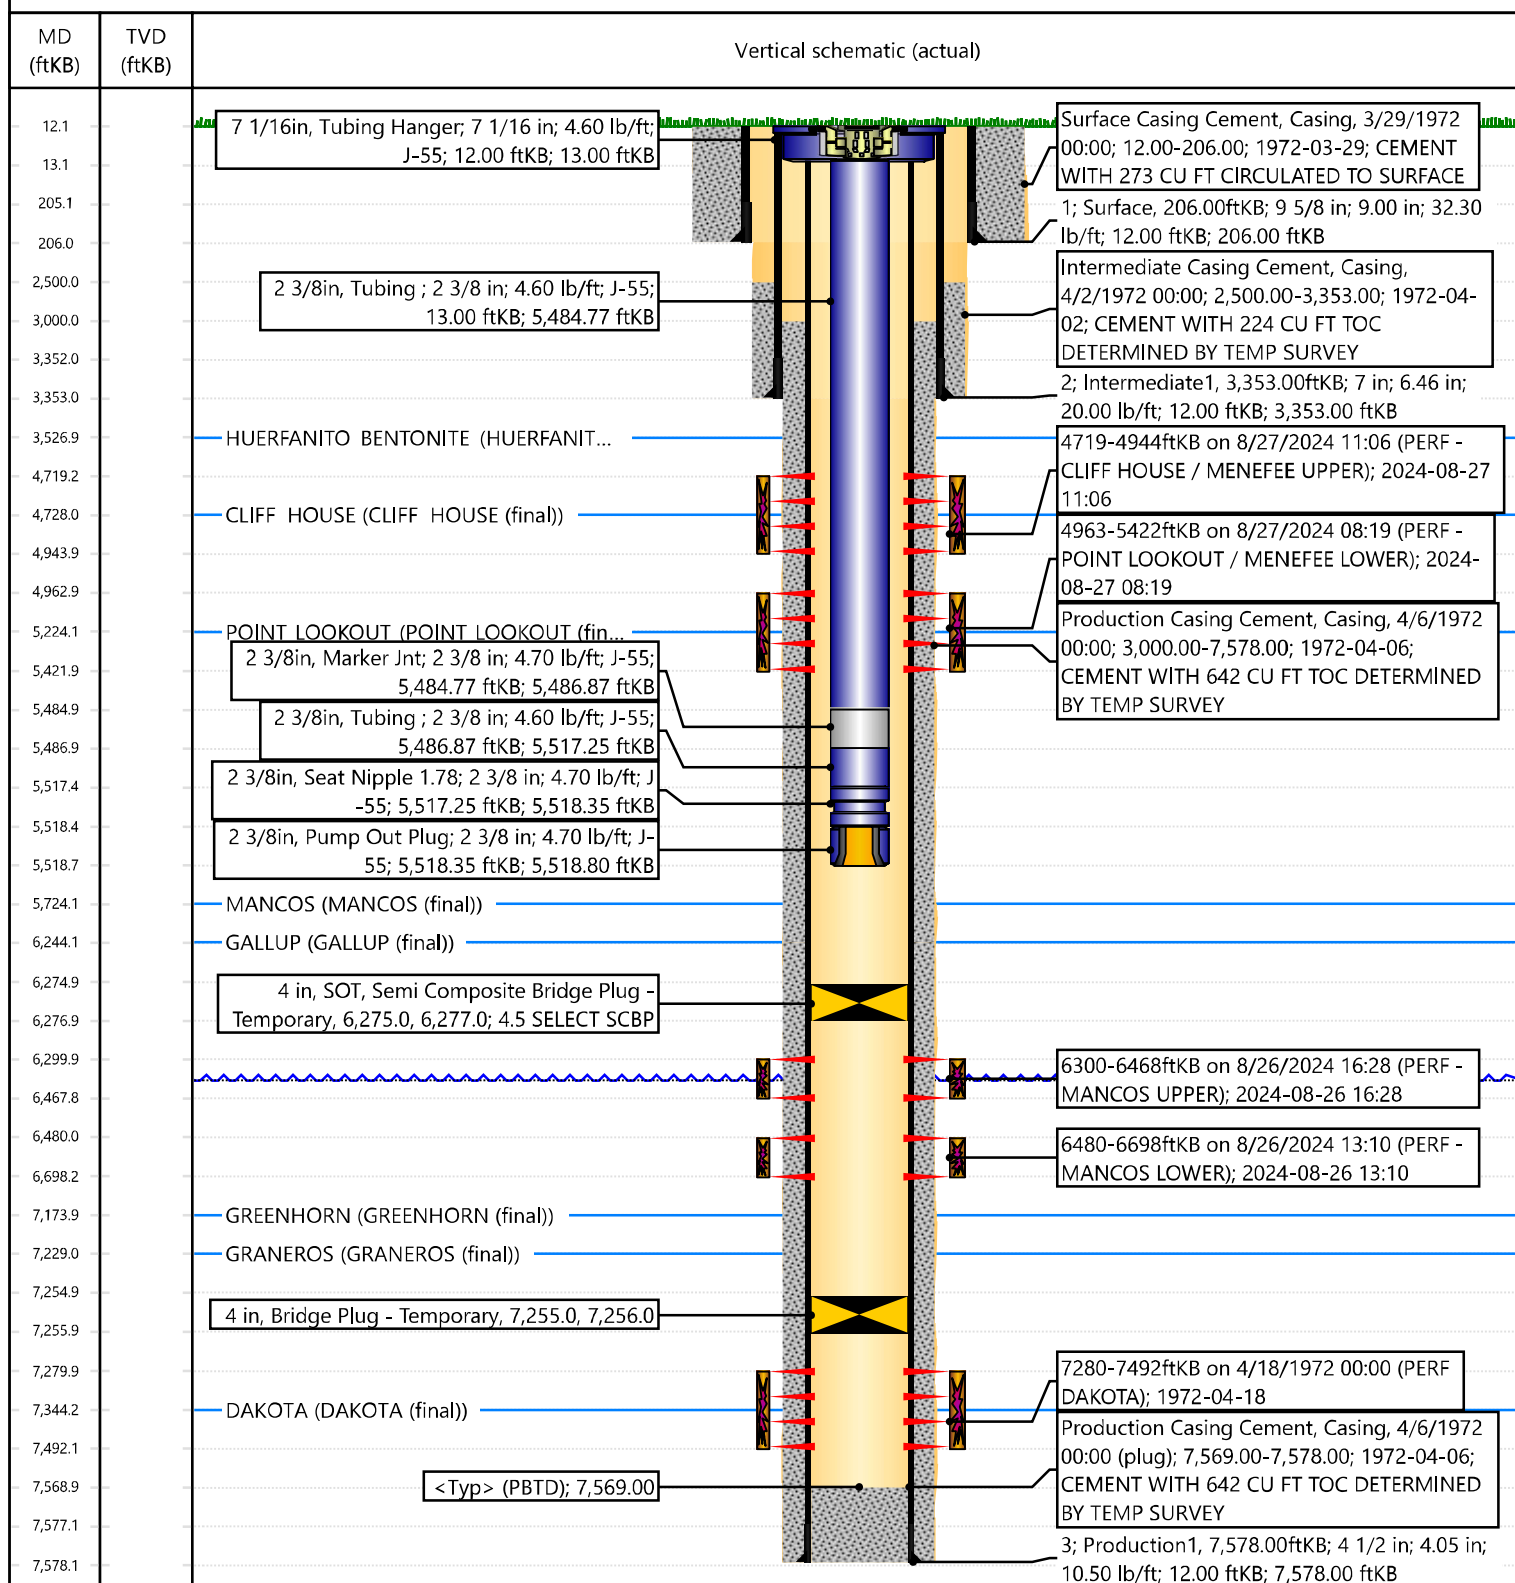 MD
(ftKB)
TVD
(ftKB)
Vertical schematic (actual)
12.1
13.1
205.1
206.0
2,500.0
3,000.0
3,352.0
3,353.0
3,526.9
4,719.2
4,728.0
4,943.9
4,962.9
5,224.1
5,421.9
5,484.9
5,486.9
5,517.4
5,518.4
5,518.7
5,724.1
6,244.1
6,274.9
6,276.9
6,299.9
6,467.8
6,480.0
6,698.2
7,173.9
7,229.0
7,254.9
7,255.9
7,279.9
7,344.2
7,492.1
7,568.9
7,577.1
7,578.1
7 1/16in, Tubing Hanger; 7 1/16 in; 4.60 lb/ft;
J-55; 12.00 ftKB; 13.00 ftKB
2 3/8in, Tubing ; 2 3/8 in; 4.60 lb/ft; J-55;
13.00 ftKB; 5,484.77 ftKB
HUERFANITO BENTONITE (HUERFANIT...
CLIFF HOUSE (CLIFF HOUSE (final))
POINT LOOKOUT (POINT LOOKOUT (fin...
2 3/8in, Marker Jnt; 2 3/8 in; 4.70 lb/ft; J-55;
5,484.77 ftKB; 5,486.87 ftKB
2 3/8in, Tubing ; 2 3/8 in; 4.60 lb/ft; J-55;
5,486.87 ftKB; 5,517.25 ftKB
2 3/8in, Seat Nipple 1.78; 2 3/8 in; 4.70 lb/ft; J
-55; 5,517.25 ftKB; 5,518.35 ftKB
2 3/8in, Pump Out Plug; 2 3/8 in; 4.70 lb/ft; J-
55; 5,518.35 ftKB; 5,518.80 ftKB
MANCOS (MANCOS (final))
GALLUP (GALLUP (final))
4 in, SOT, Semi Composite Bridge Plug -
Temporary, 6,275.0, 6,277.0; 4.5 SELECT SCBP
GREENHORN (GREENHORN (final))
GRANEROS (GRANEROS (final))
4 in, Bridge Plug - Temporary, 7,255.0, 7,256.0
DAKOTA (DAKOTA (final))
<Typ> (PBTD); 7,569.00
Surface Casing Cement, Casing, 3/29/1972
00:00; 12.00-206.00; 1972-03-29; CEMENT
WITH 273 CU FT CIRCULATED TO SURFACE
1; Surface, 206.00ftKB; 9 5/8 in; 9.00 in; 32.30
lb/ft; 12.00 ftKB; 206.00 ftKB
Intermediate Casing Cement, Casing,
4/2/1972 00:00; 2,500.00-3,353.00; 1972-04-
02; CEMENT WITH 224 CU FT TOC
DETERMINED BY TEMP SURVEY
2; Intermediate1, 3,353.00ftKB; 7 in; 6.46 in;
20.00 lb/ft; 12.00 ftKB; 3,353.00 ftKB
4719-4944ftKB on 8/27/2024 11:06 (PERF -
CLIFF HOUSE / MENEFEE UPPER); 2024-08-27
11:06
4963-5422ftKB on 8/27/2024 08:19 (PERF -
POINT LOOKOUT / MENEFEE LOWER); 2024-
08-27 08:19
Production Casing Cement, Casing, 4/6/1972
00:00; 3,000.00-7,578.00; 1972-04-06;
CEMENT WITH 642 CU FT TOC DETERMINED
BY TEMP SURVEY
6300-6468ftKB on 8/26/2024 16:28 (PERF -
MANCOS UPPER); 2024-08-26 16:28
6480-6698ftKB on 8/26/2024 13:10 (PERF -
MANCOS LOWER); 2024-08-26 13:10
7280-7492ftKB on 4/18/1972 00:00 (PERF
DAKOTA); 1972-04-18
Production Casing Cement, Casing, 4/6/1972
00:00 (plug); 7,569.00-7,578.00; 1972-04-06;
CEMENT WITH 642 CU FT TOC DETERMINED
BY TEMP SURVEY
3; Production1, 7,578.00ftKB; 4 1/2 in; 4.05 in;
10.50 lb/ft; 12.00 ftKB; 7,578.00 ftKB